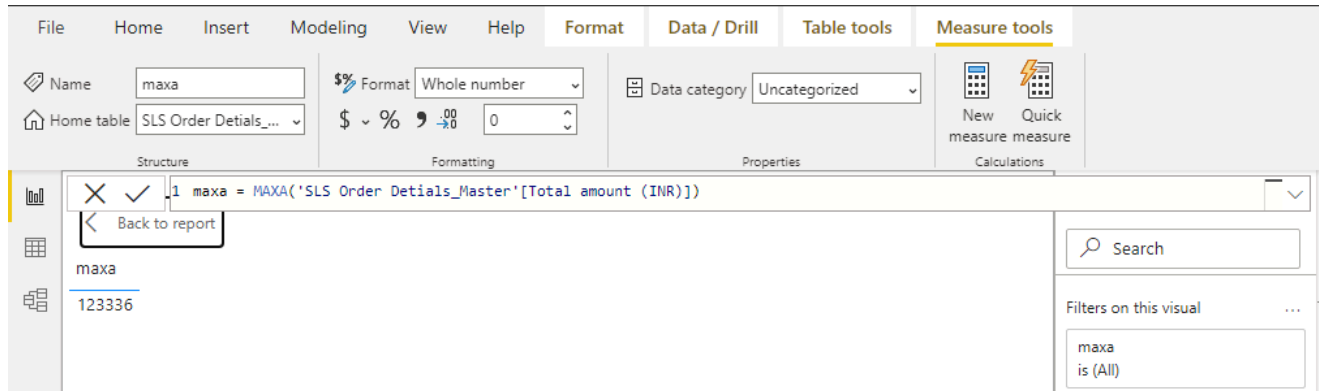 File Home Insert Modeling View Help Format Data / Drill Table tools Measure tools
Name maxa $% Format Whole number Data category Uncategorized
Home table SLS Order Detials_... $ % 9 .00 →.0 0 New Quick
measure measure
Structure Formatting Properties Calculations
1 maxa = MAXA('SLS Order Detials_Master'[Total amount (INR)])
Back to report
Search
maxa
123336
Filters on this visual ...
maxa
is (All)